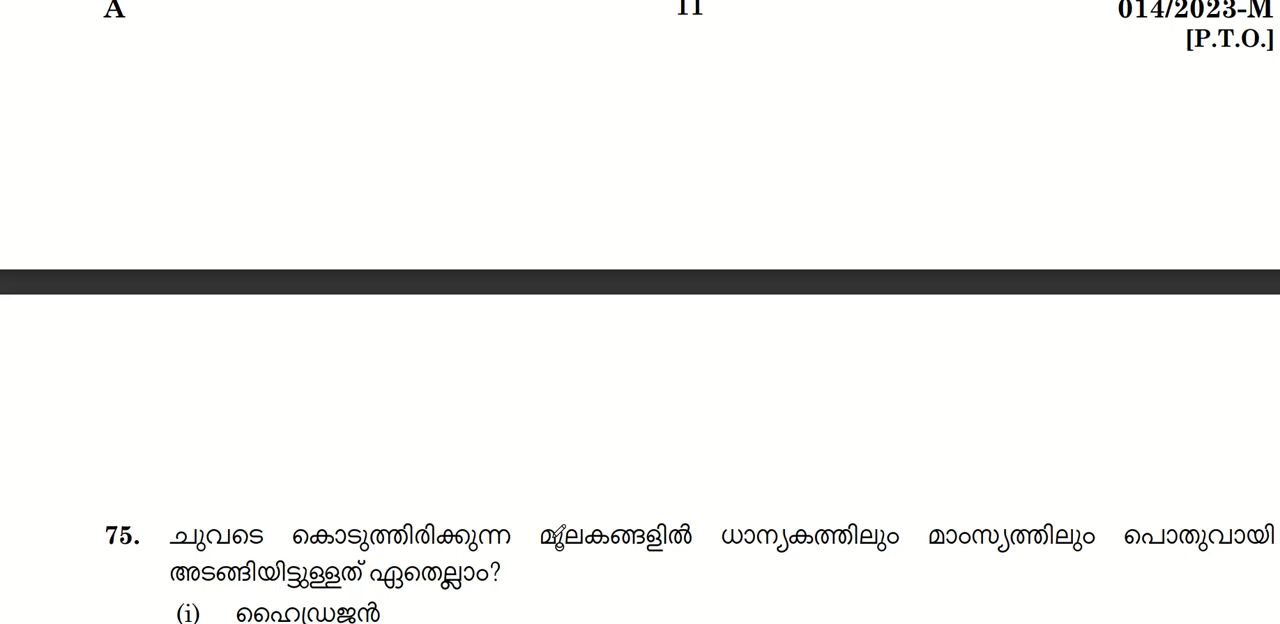 A 11 014/2023-M
[P.T.O.]
75. ചുവടെ കൊടുത്തിരിക്കുന്ന മൂലകങ്ങളിൽ ധാന്യകത്തിലും മാംസ്യത്തിലും പൊതുവായി
അടങ്ങിയിട്ടുള്ളത് ഏതെല്ലാം?
(i) ഹൈഡ്രജൻ